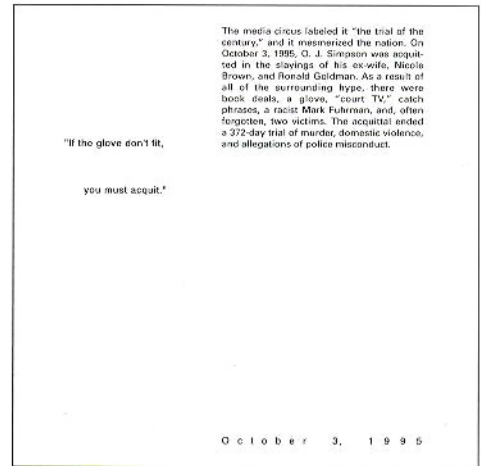 The media circus labeled it "the trial of the
century," and it mesmerized the nation. On
October 3, 1995, O. J. Simpson was acquit-
ted in the slayings of his ex-wife, Nicole
Brown, and Ronald Goldman. As a result of
all of the surrounding hype, there were
book deals, a glove, "court TV," catch
phrases, a racist Mark Fuhrman, and, often
forgotten, two victims. The acquittal ended
a 372-day trial of murder, domestic violence,
and allegations of police misconduct.
"If the glove don't fit,
you must acquit."
October 3, 1995